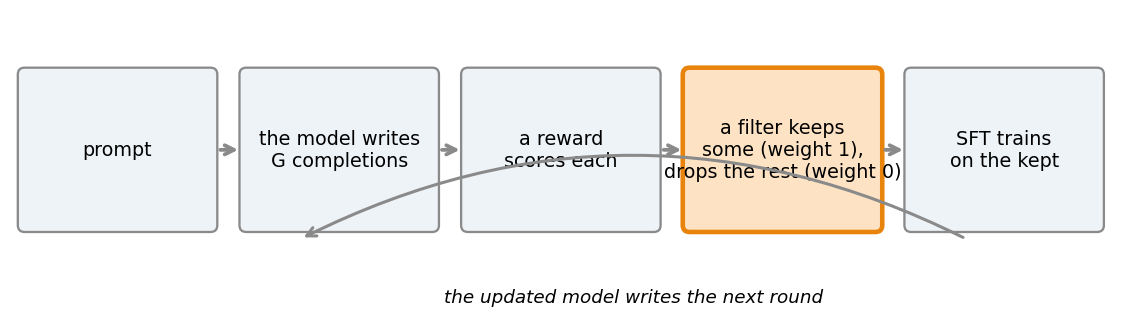 prompt
the model writes
G completions
a reward
scores each
a filter keeps
some (weight 1),
drops the rest (weight 0)
SFT trains
on the kept
the updated model writes the next round